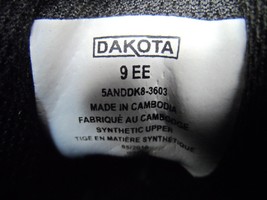 DAKOTA
9 EE
5ANDDK8-3603
MADE IN CAMBODIA
FABRIQUÉ AU CAMBODGE
SYNTHETIC UPPER
TIGE EN MATIÈRE SYNTHÉTIQUE